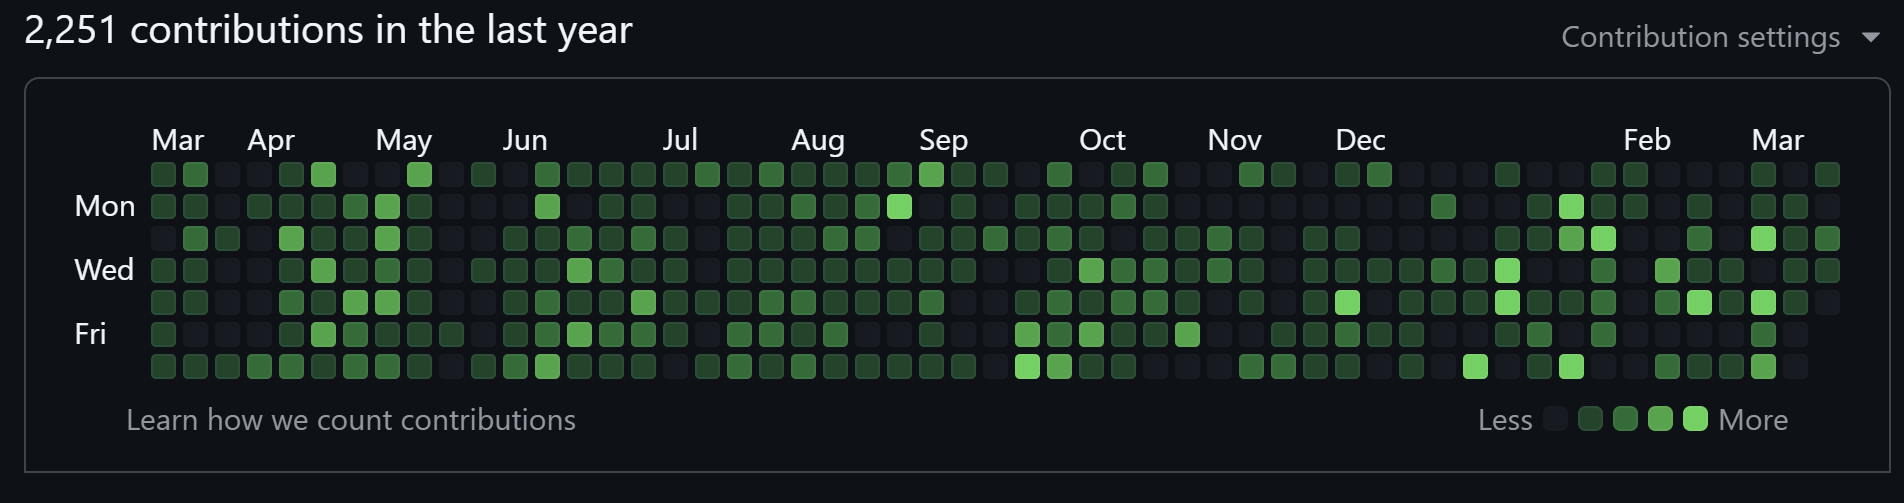 2,251 contributions in the last year
Contribution settings
Mar Apr May Jun Jul Aug Sep Oct Nov Dec Feb Mar
Mon
Wed
Fri
Learn how we count contributions
Less More